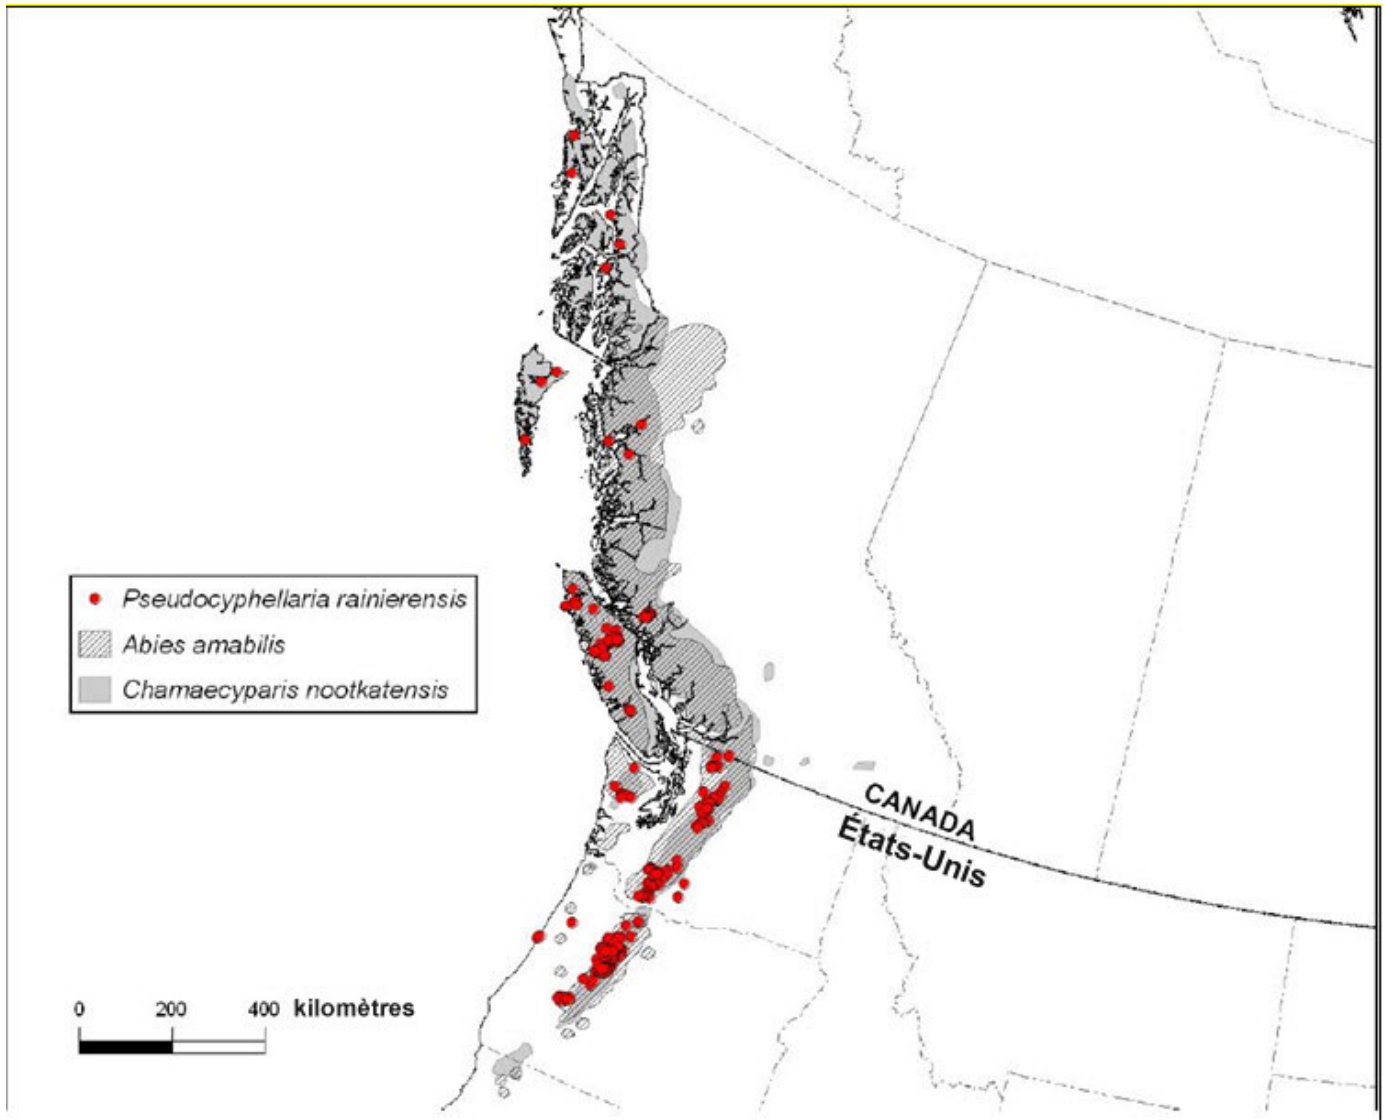 Pseudocyphellaria rainierensis
Abies amabilis
Chamaecyparis nootkatensis
CANADA
États-Unis
0 200 400 kilomètres